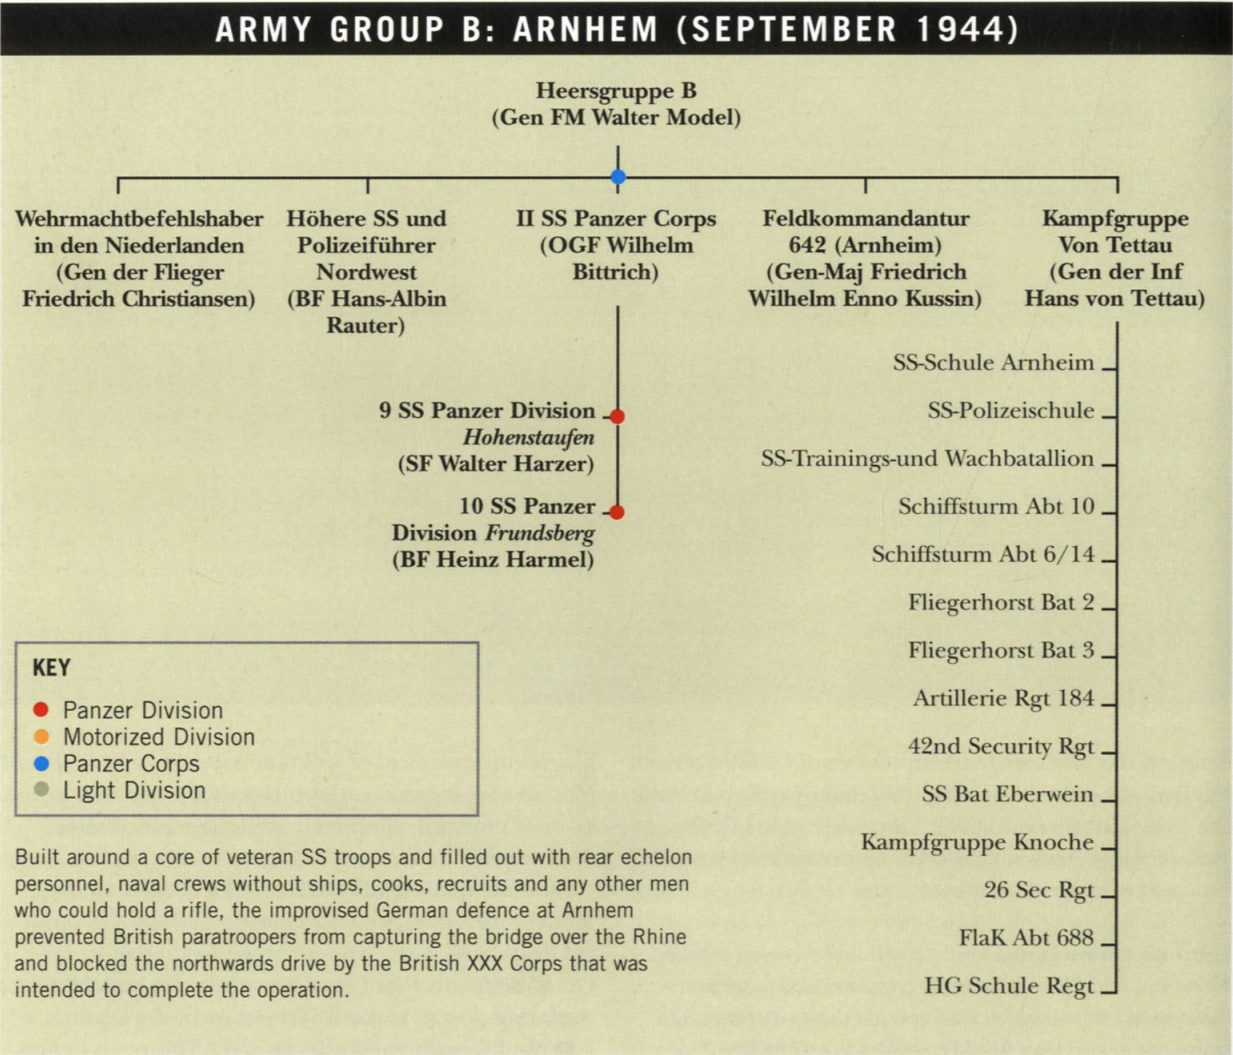 ARMY GROUP B: ARNHEM (SEPTEMBER 1944)
Heersgruppe B
(Gen FM Walter Model)
Wehrmachtbefehlshaber
in den Niederlanden
(Gen der Flieger
Friedrich Christiansen)
Höhere SS und
Polizeiführer
Nordwest
(BF Hans-Albin
Rauter)
II SS Panzer Corps
(OGF Wilhelm
Bittrich)
Feldkommandantur
642 (Arnheim)
(Gen-Maj Friedrich
Wilhelm Enno Kussin)
Kampfgruppe
Von Tettau
(Gen der Inf
Hans von Tettau)
9 SS Panzer Division
Hohenstaufen
(SF Walter Harzer)
10 SS Panzer
Division Frundsberg
(BF Heinz Harmel)
SS-Schule Arnheim
SS-Polizeischule
SS-Trainings-und Wachbatallion
Schiffsturm Abt 10
Schiffsturm Abt 6/14
Fliegerhorst Bat 2
Fliegerhorst Bat 3
Artillerie Rgt 184
42nd Security Rgt
SS Bat Eberwein
Kampfgruppe Knoche
26 Sec Rgt
FlaK Abt 688
HG Schule Regt
KEY
Panzer Division
Motorized Division
Panzer Corps
Light Division
Built around a core of veteran SS troops and filled out with rear echelon
personnel, naval crews without ships, cooks, recruits and any other men
who could hold a rifle, the improvised German defence at Arnhem
prevented British paratroopers from capturing the bridge over the Rhine
and blocked the northwards drive by the British XXX Corps that was
intended to complete the operation.